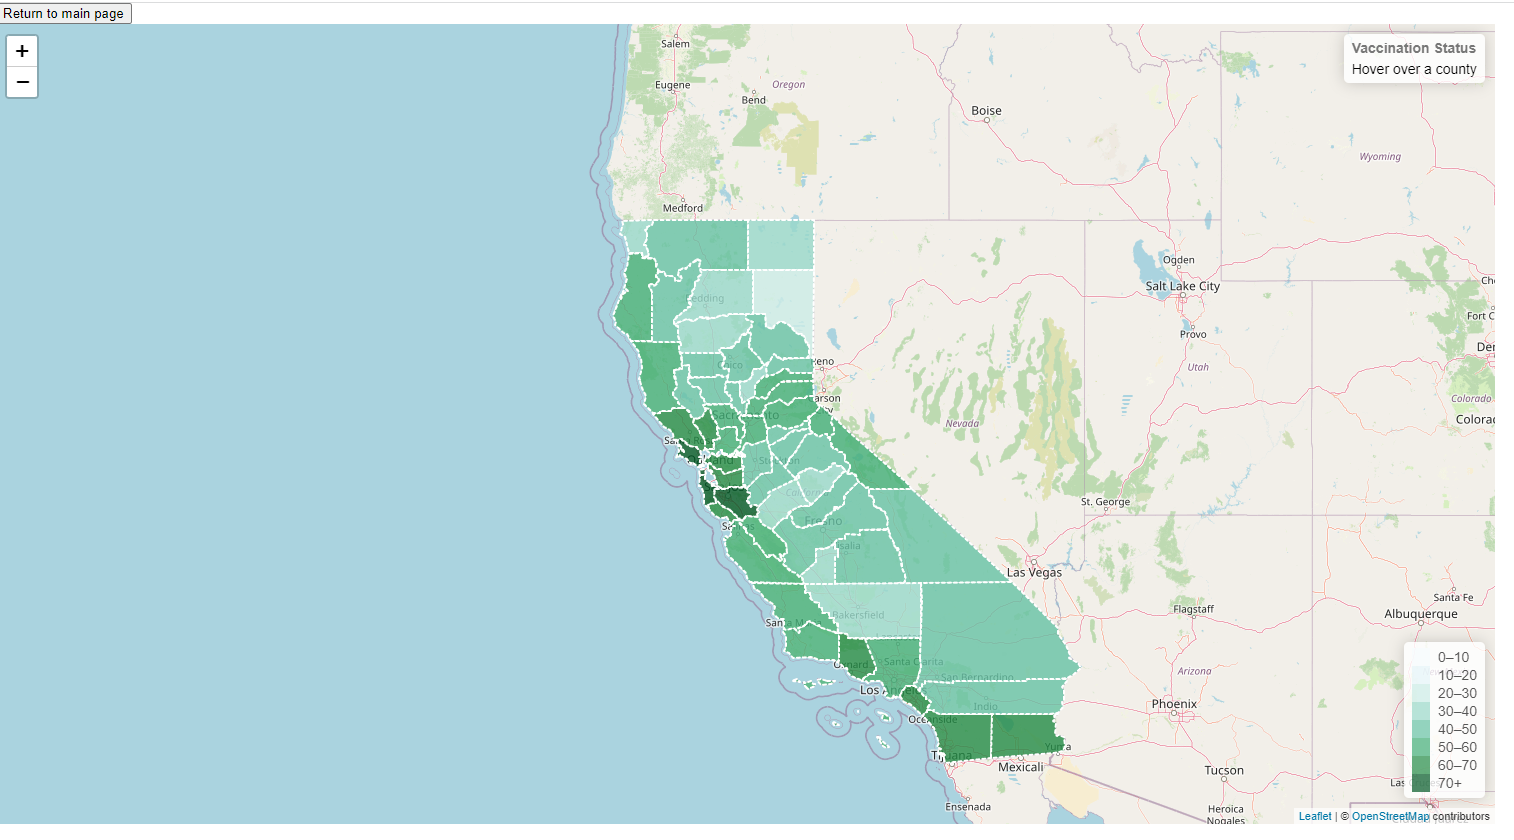 Return to main page
+
−
Vaccination Status
Hover over a county
Salem
Eugene
Oregon
Bend
Boise
Wyoming
Medford
Ogden
Salt Lake City
Provo
Utah
Redding
Reno
Chico
Carson
Fort C
Der
Colorado
Colorad
Nevada
Sacramento
Stockton
California
St. George
Salinas
Fresno
Las Vegas
Bakersfield
Flagstaff
Santa Fe
Albuquerque
Santa Maria
Oxnard
Santa Clarita
San Bernardino
Arizona
Los Angeles
Indio
Phoenix
Oceanside
Tijuana
Yuma
Mexicali
Tucson
Ensenada
Heroica
Nogales
0–10
10–20
20–30
30–40
40–50
50–60
60–70
70+
Leaflet | © OpenStreetMap contributors